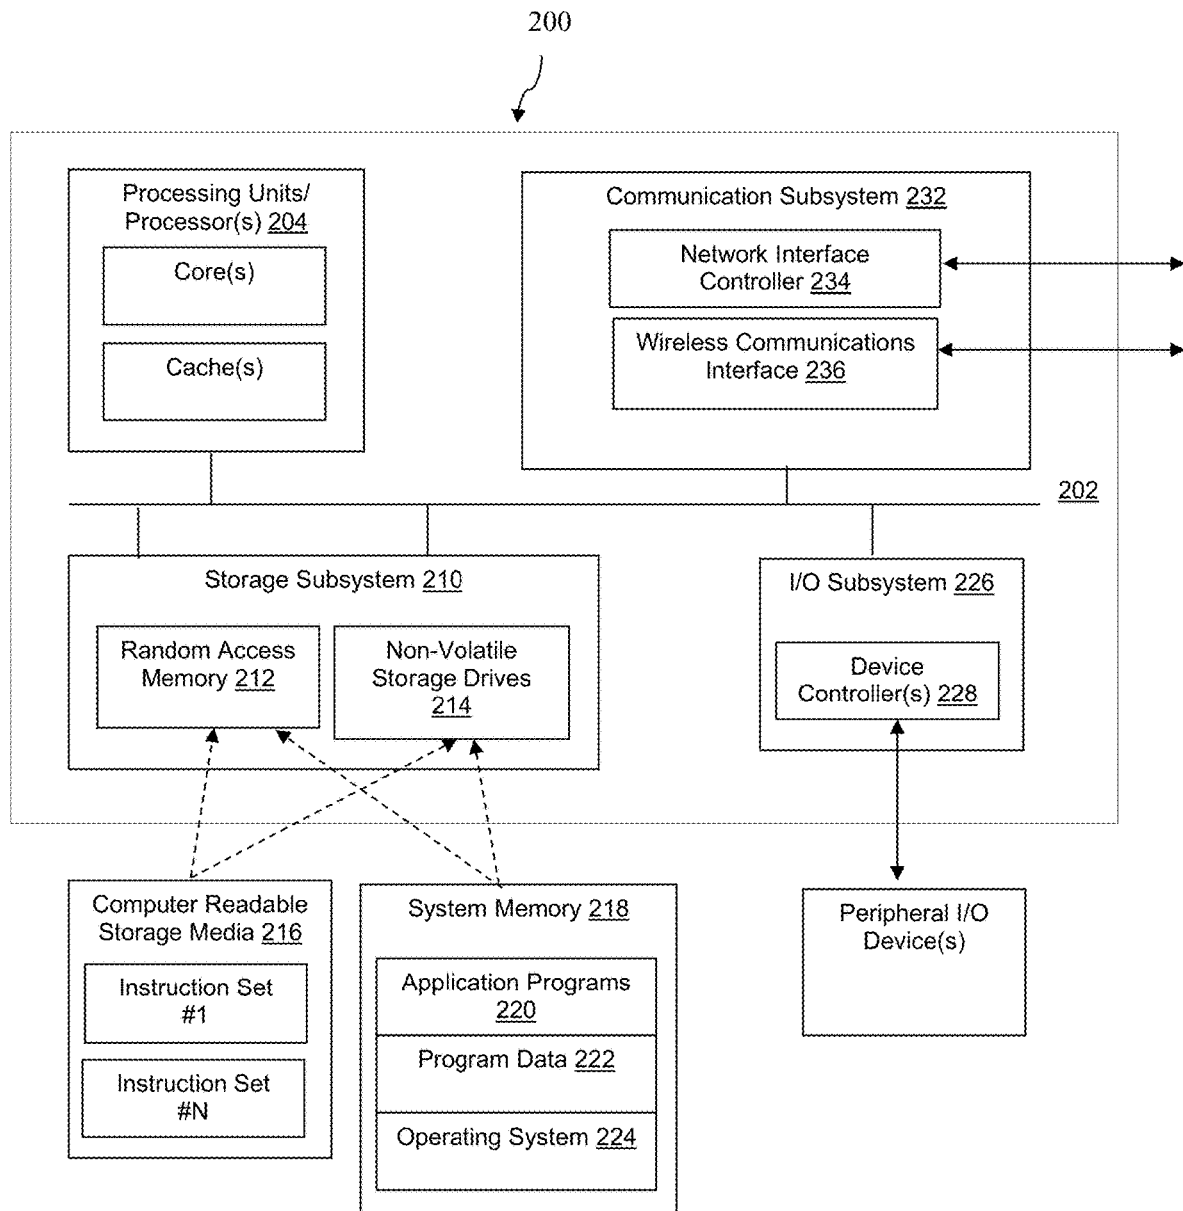 200
Processing Units/
Processor(s) 204
Core(s)
Cache(s)
Communication Subsystem 232
Network Interface
Controller 234
Wireless Communications
Interface 236
202
Storage Subsystem 210
Random Access
Memory 212
Non-Volatile
Storage Drives
214
I/O Subsystem 226
Device
Controller(s) 228
Computer Readable
Storage Media 216
Instruction Set
#1
Instruction Set
#N
System Memory 218
Application Programs
220
Program Data 222
Operating System 224
Peripheral I/O
Device(s)